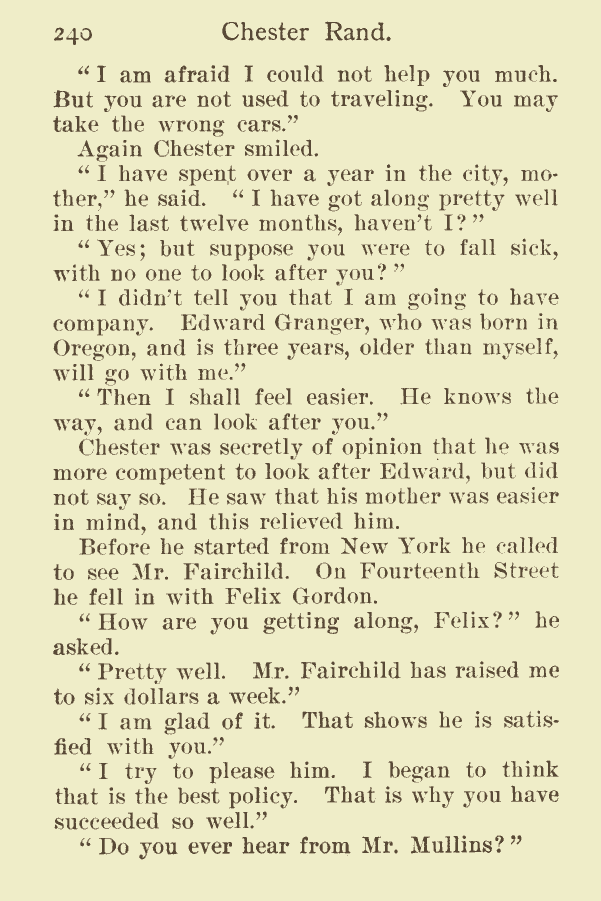 240 Chester Rand.
“ I am afraid I could not help you much.
But you are not used to traveling. You may
take the wrong cars.”
Again Chester smiled.
“ I have spent over a year in the city, mo-
ther,” he said. “ I have got along pretty well
in the last twelve months, haven’t I? ”
“ Yes; but suppose you were to fall sick,
with no one to look after you? ”
“ I didn’t tell you that I am going to have
company. Edward Granger, who was born in
Oregon, and is three years, older than myself,
will go with me.”
“ Then I shall feel easier. He knows the
way, and can look after you.”
Chester was secretly of opinion that he was
more competent to look after Edward, but did
not say so. He saw that his mother was easier
in mind, and this relieved him.
Before he started from New York he called
to see Mr. Fairchild. On Fourteenth Street
he fell in with Felix Gordon.
“ How are you getting along, Felix? ” he
asked.
“ Pretty well. Mr. Fairchild has raised me
to six dollars a week.”
“ I am glad of it. That shows he is satis-
fied with you.”
“ I try to please him. I began to think
that is the best policy. That is why you have
succeeded so well.”
“ Do you ever hear from Mr. Mullins? ”